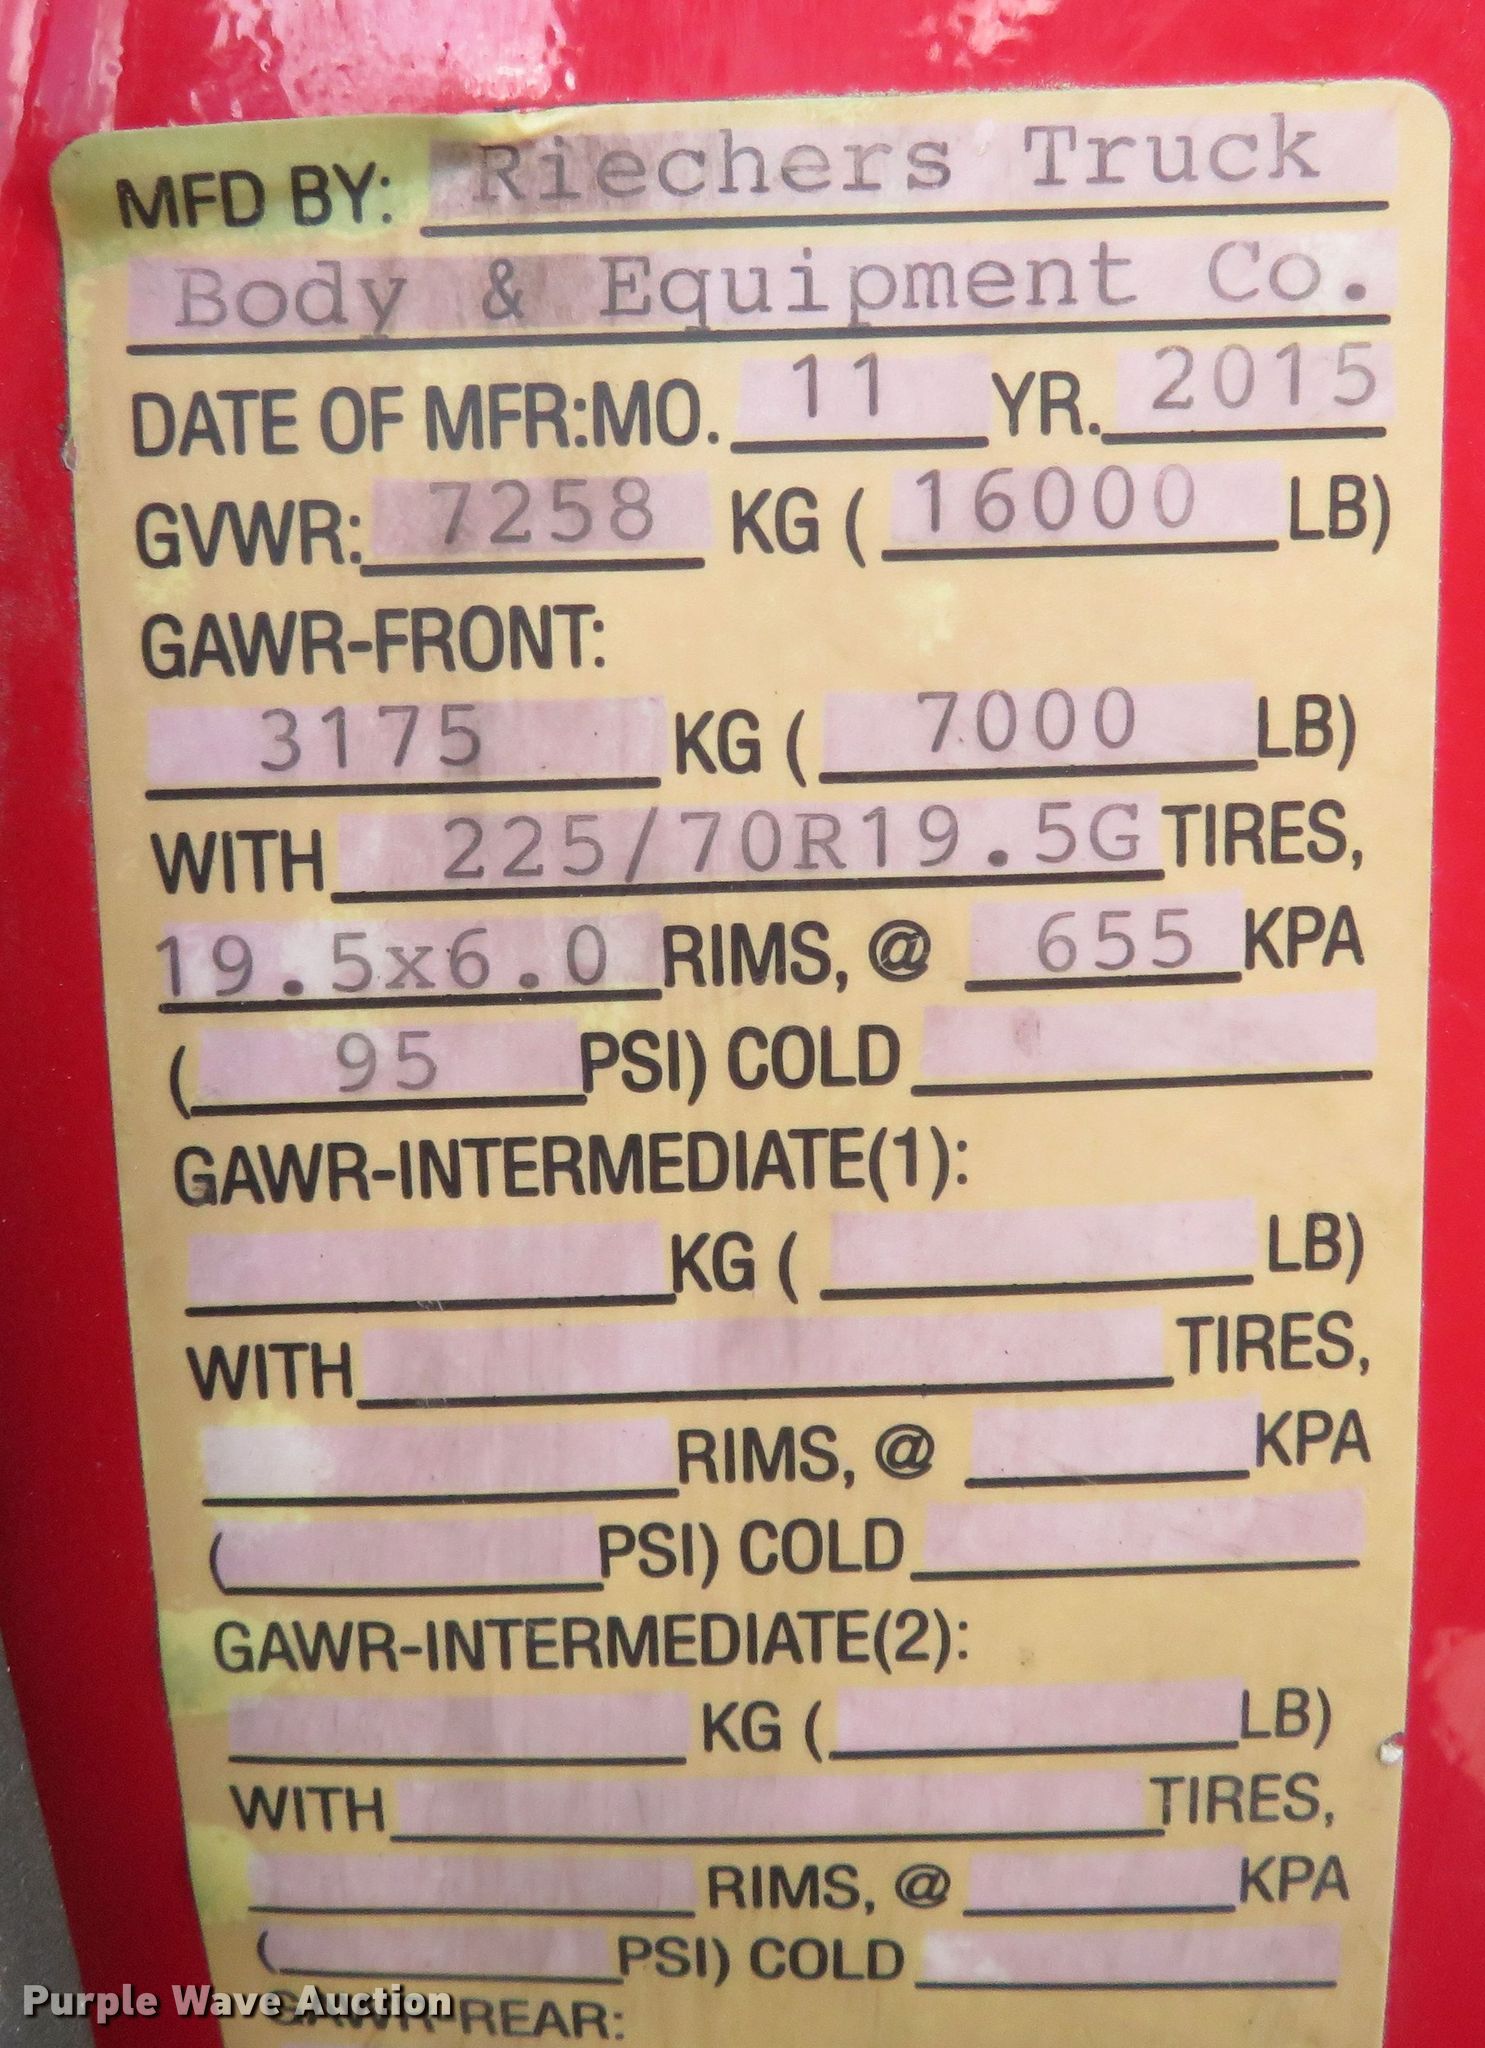 MFD BY: Riechers Truck
Body & Equipment Co.
DATE OF MFR:MO. 11 YR. 2015
GVWR: 7258 KG ( 16000 LB)
GAWR-FRONT:
3175 KG ( 7000 LB)
WITH 225/70R19.5G TIRES,
19.5x6.0 RIMS, @ 655 KPA
( 95 PSI) COLD
GAWR-INTERMEDIATE(1):
KG ( LB)
WITH TIRES,
RIMS, @ KPA
( PSI) COLD
GAWR-INTERMEDIATE(2):
KG ( LB)
WITH TIRES,
RIMS, @ KPA
( PSI) COLD
GAWR-REAR:
Purple Wave Auction